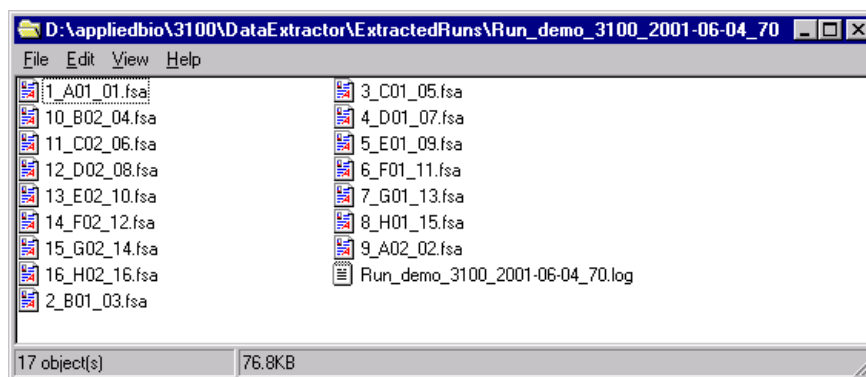 D:\appliedbio\3100\DataExtractor\ExtractedRuns\Run_demo_3100_2001-06-04_70
File Edit View Help
1_A01_01.fsa
10_B02_04.fsa
11_C02_06.fsa
12_D02_08.fsa
13_E02_10.fsa
14_F02_12.fsa
15_G02_14.fsa
16_H02_16.fsa
2_B01_03.fsa
3_C01_05.fsa
4_D01_07.fsa
5_E01_09.fsa
6_F01_11.fsa
7_G01_13.fsa
8_H01_15.fsa
9_A02_02.fsa
Run_demo_3100_2001-06-04_70.log
17 object(s) 76.8KB